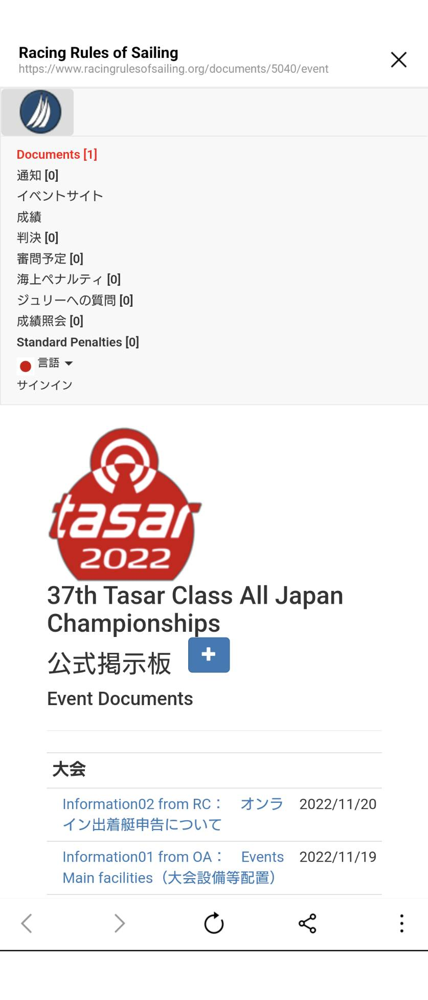 Racing Rules of Sailing
https://www.racingrulesofsailing.org/documents/5040/event
Documents [1]
通知 [0]
イベントサイト
成績
判決 [0]
審問予定 [0]
海上ペナルティ [0]
ジュリーへの質問 [0]
成績照会 [0]
Standard Penalties [0]
言語
サインイン
tasar
2022
37th Tasar Class All Japan
Championships
公式掲示板
Event Documents
大会
Information02 from RC： オンラ 2022/11/20
イン出着艇申告について
Information01 from OA： Events 2022/11/19
Main facilities（大会設備等配置）